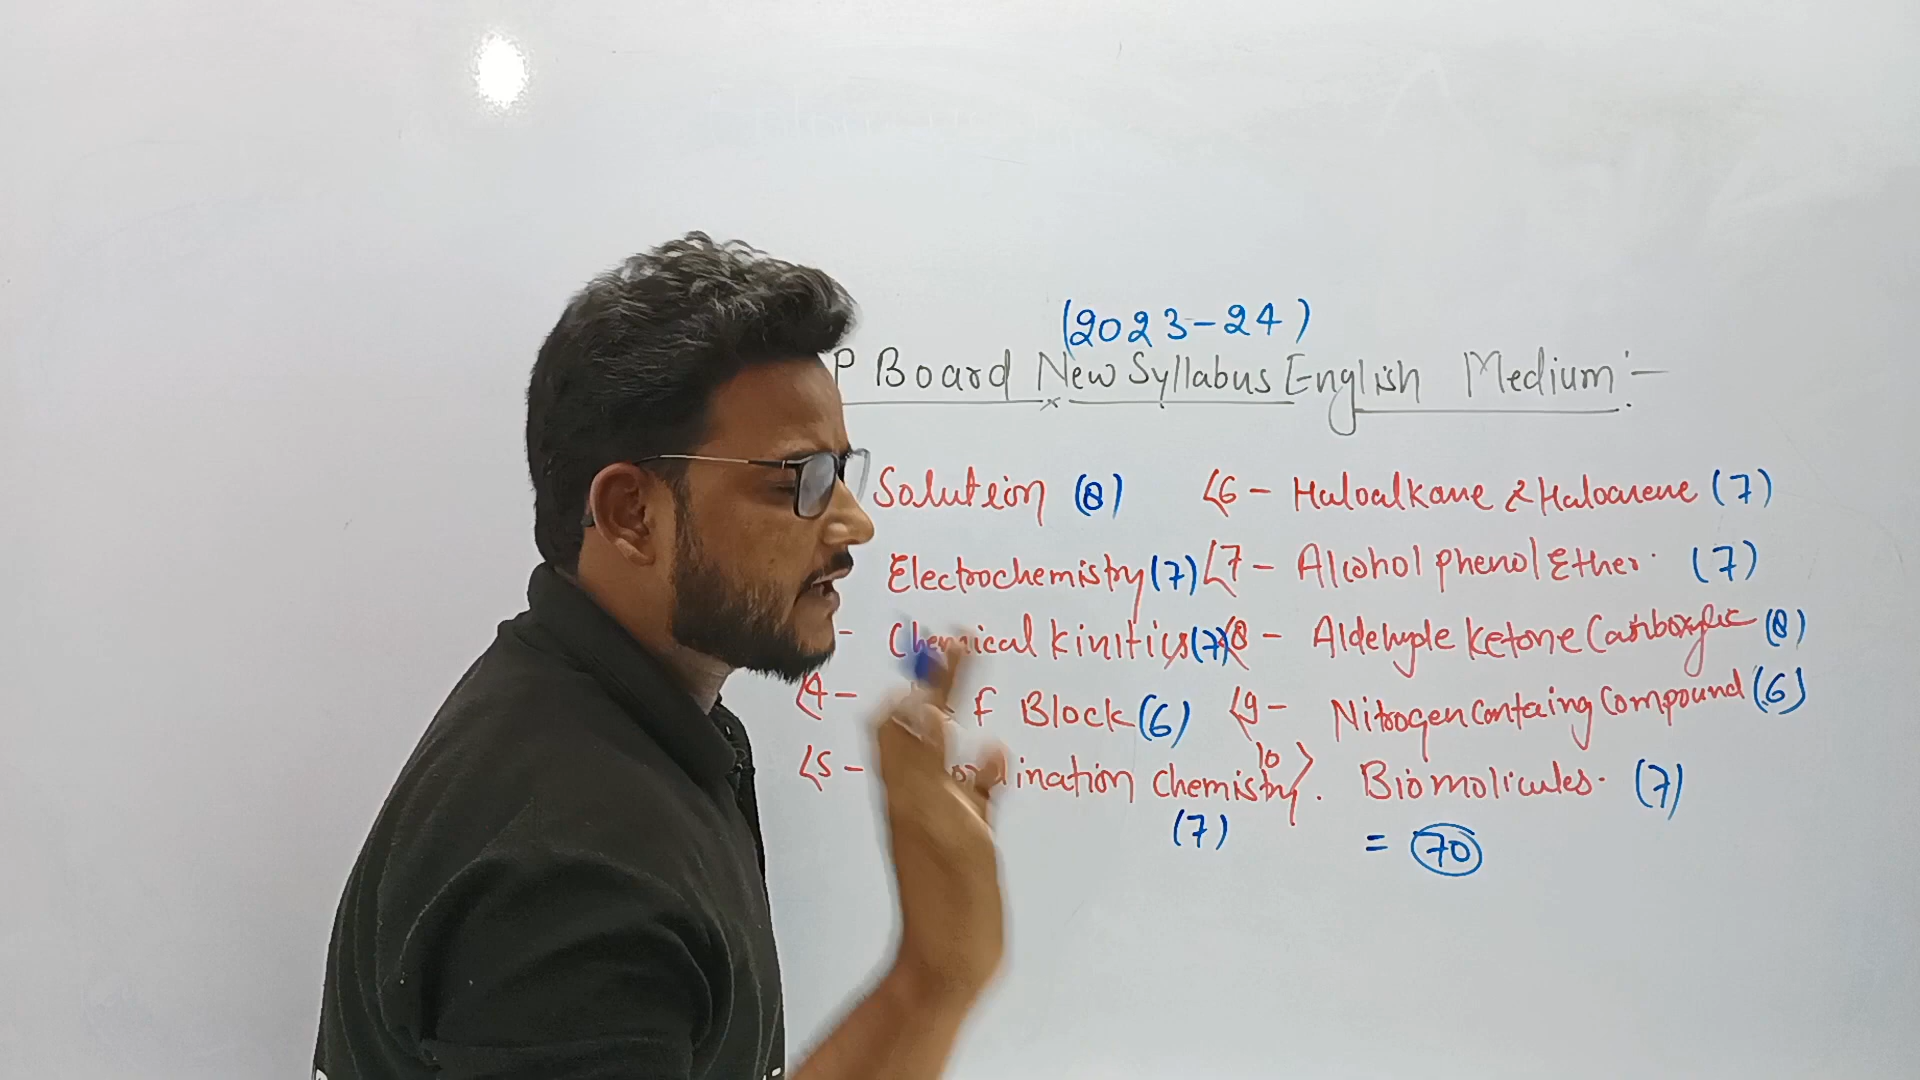 (2023-24)
P Board New Syllabus English Medium:-
Solution (8)
Electrochemistry (7)
- Chemical kinitics (7)
<4- f Block (6)
<5- ordination Chemistry.
(7)
<6- Haloalkane & Haloarene (7)
<7- Alcohol phenol Ether. (7)
<8- Aldehyde Ketone Carboxylic (8)
<9- Nitrogen Containg Compound (6)
10> Biomolicules. (7)
= 70